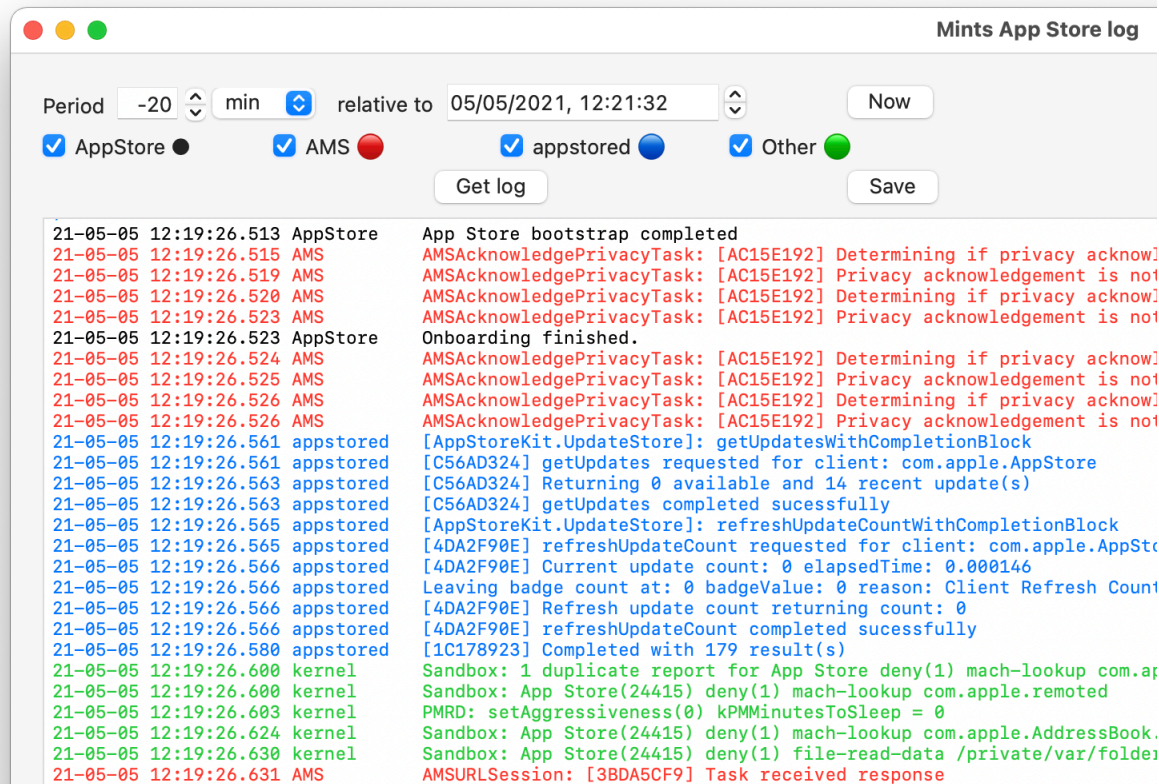 Mints App Store log
Period -20 min relative to 05/05/2021, 12:21:32 Now
AppStore AMS appstored Other
Get log Save
21-05-05 12:19:26.513 AppStore App Store bootstrap completed
21-05-05 12:19:26.515 AMS AMSAcknowledgePrivacyTask: [AC15E192] Determining if privacy acknowl
21-05-05 12:19:26.519 AMS AMSAcknowledgePrivacyTask: [AC15E192] Privacy acknowledgement is not
21-05-05 12:19:26.520 AMS AMSAcknowledgePrivacyTask: [AC15E192] Determining if privacy acknowl
21-05-05 12:19:26.523 AMS AMSAcknowledgePrivacyTask: [AC15E192] Privacy acknowledgement is not
21-05-05 12:19:26.523 AppStore Onboarding finished.
21-05-05 12:19:26.524 AMS AMSAcknowledgePrivacyTask: [AC15E192] Determining if privacy acknowl
21-05-05 12:19:26.525 AMS AMSAcknowledgePrivacyTask: [AC15E192] Privacy acknowledgement is not
21-05-05 12:19:26.526 AMS AMSAcknowledgePrivacyTask: [AC15E192] Determining if privacy acknowl
21-05-05 12:19:26.526 AMS AMSAcknowledgePrivacyTask: [AC15E192] Privacy acknowledgement is not
21-05-05 12:19:26.561 appstored [AppStoreKit.UpdateStore]: getUpdatesWithCompletionBlock
21-05-05 12:19:26.561 appstored [C56AD324] getUpdates requested for client: com.apple.AppStore
21-05-05 12:19:26.563 appstored [C56AD324] Returning 0 available and 14 recent update(s)
21-05-05 12:19:26.563 appstored [C56AD324] getUpdates completed sucessfully
21-05-05 12:19:26.565 appstored [AppStoreKit.UpdateStore]: refreshUpdateCountWithCompletionBlock
21-05-05 12:19:26.565 appstored [4DA2F90E] refreshUpdateCount requested for client: com.apple.AppSto
21-05-05 12:19:26.566 appstored [4DA2F90E] Current update count: 0 elapsedTime: 0.000146
21-05-05 12:19:26.566 appstored Leaving badge count at: 0 badgeValue: 0 reason: Client Refresh Count
21-05-05 12:19:26.566 appstored [4DA2F90E] Refresh update count returning count: 0
21-05-05 12:19:26.566 appstored [4DA2F90E] refreshUpdateCount completed sucessfully
21-05-05 12:19:26.580 appstored [1C178923] Completed with 179 result(s)
21-05-05 12:19:26.600 kernel Sandbox: 1 duplicate report for App Store deny(1) mach-lookup com.ap
21-05-05 12:19:26.600 kernel Sandbox: App Store(24415) deny(1) mach-lookup com.apple.remoted
21-05-05 12:19:26.603 kernel PMRD: setAggressiveness(0) kPMMinutesToSleep = 0
21-05-05 12:19:26.624 kernel Sandbox: App Store(24415) deny(1) mach-lookup com.apple.AddressBook.
21-05-05 12:19:26.630 kernel Sandbox: App Store(24415) deny(1) file-read-data /private/var/folder
21-05-05 12:19:26.631 AMS AMSURLSession: [3BDA5CF9] Task received response